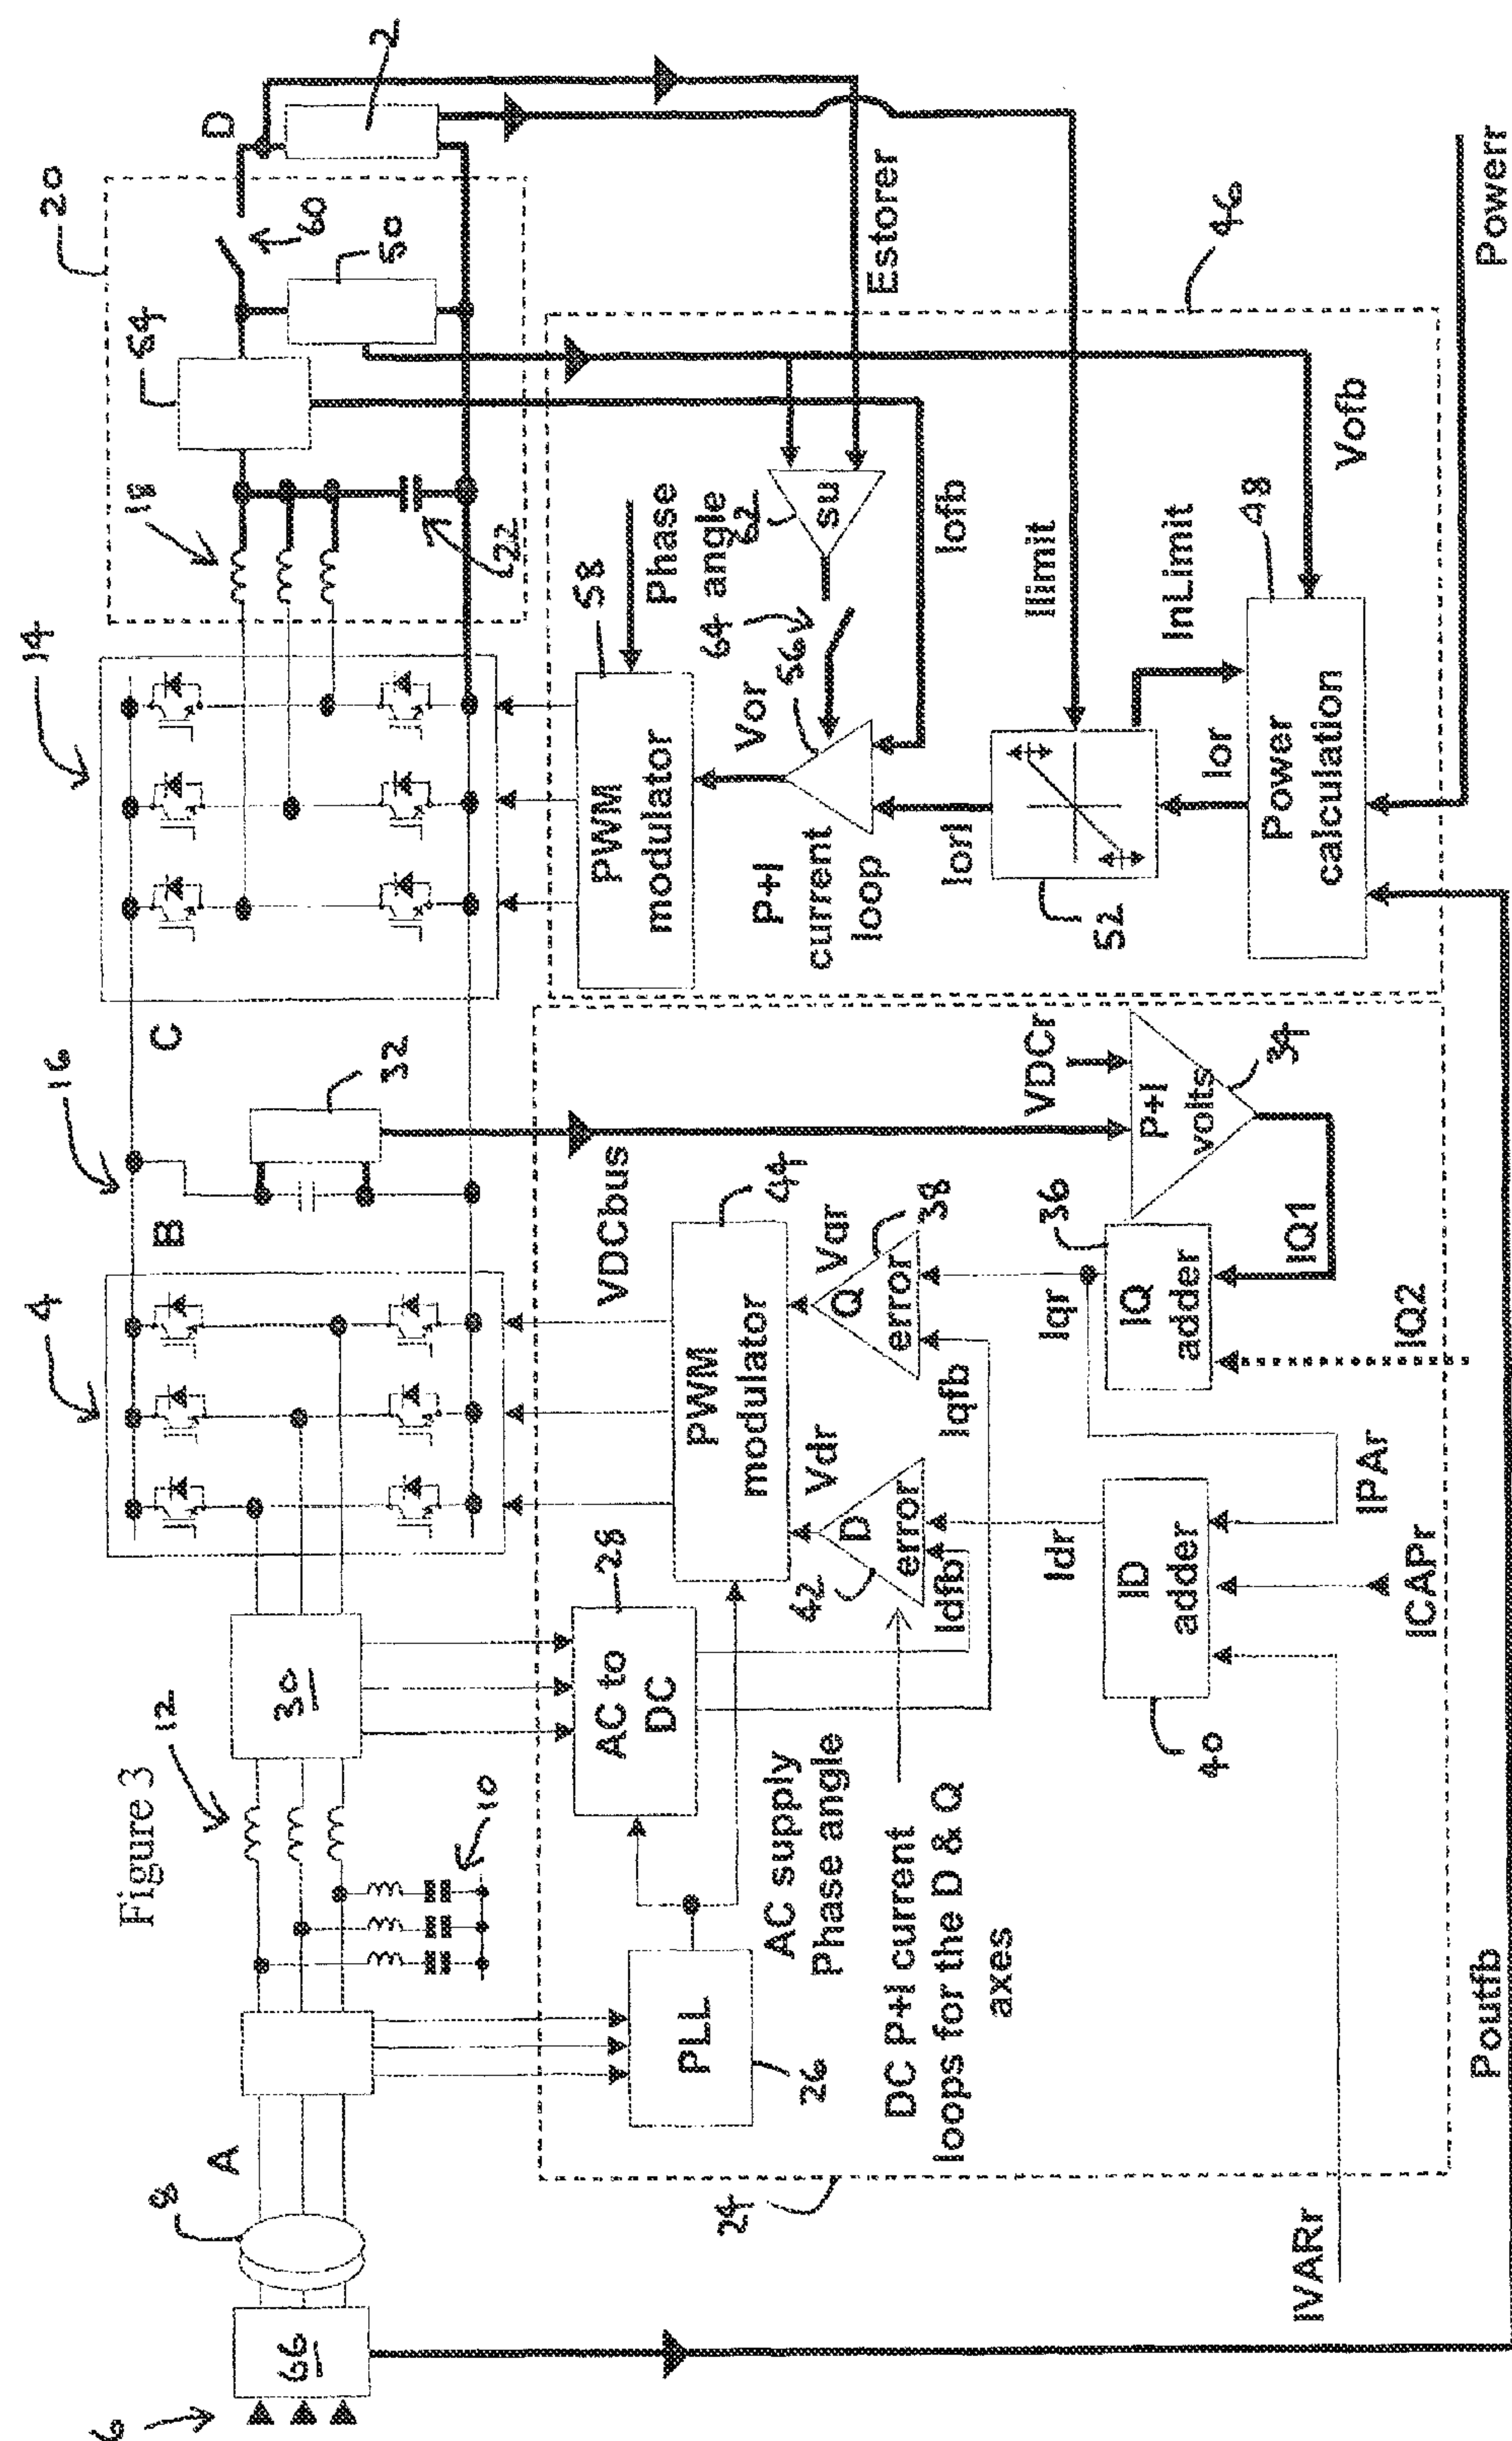 Figure 3
6
66
8
A
12
10
30
4
B
16
32
C
14
18
22
20
54
50
60
D
2
24
PLL
26
AC to
DC
28
AC supply
Phase angle
DC P+I current
loops for the D & Q
axes
PWM
modulator
44
VDCbus
Vdr
Vqr
D
error
42
Q
error
38
Idfb
Iqfb
Idr
Iqr
ID
adder
40
IQ
adder
36
IQ1
IQ2
P+I
volts
34
VDCr
IVARr
ICAPr
IPAr
PWM
modulator
58
Phase
angle
64
62
su
56
Vor
P+I
current
loop
Iorl
Iofb
Estorer
Ilimit
InLimit
52
Ior
Power
calculation
48
Vofb
46
Poutfb
Powerr